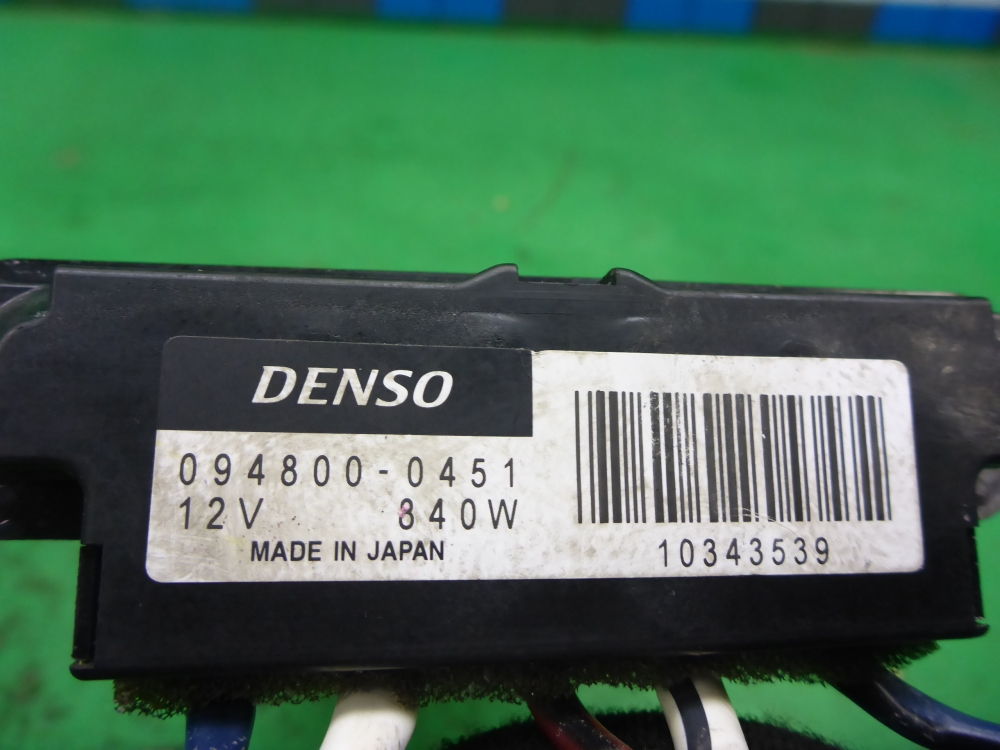 DENSO
094800-0451
12V 840W
MADE IN JAPAN
10343539